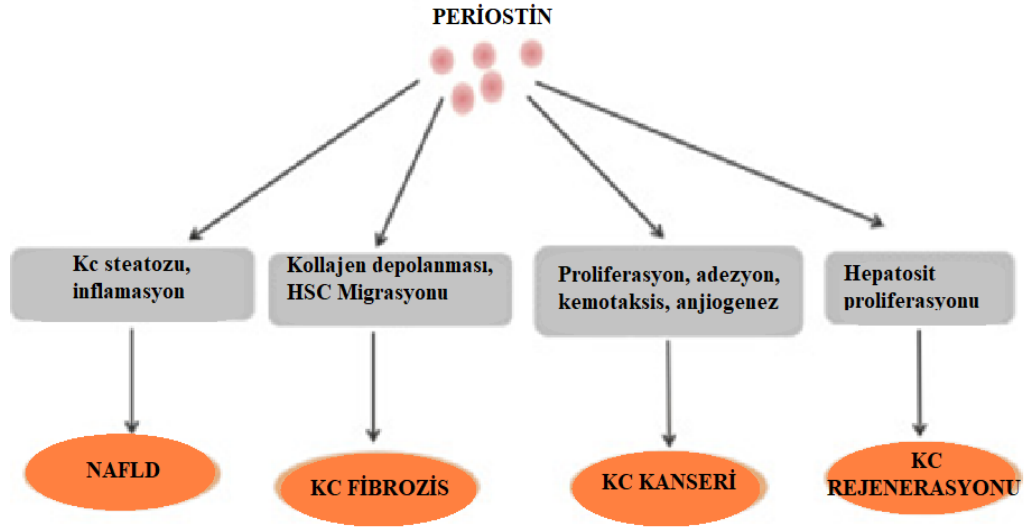 PERİOSTİN
Kc steatozu,
inflamasyon
Kollajen depolanması,
HSC Migrasyonu
Proliferasyon, adezyon,
kemotaksis, anjiogenez
Hepatosit
proliferasyonu
NAFLD
KC FİBROZİS
KC KANSERİ
KC
REJENERASYONU